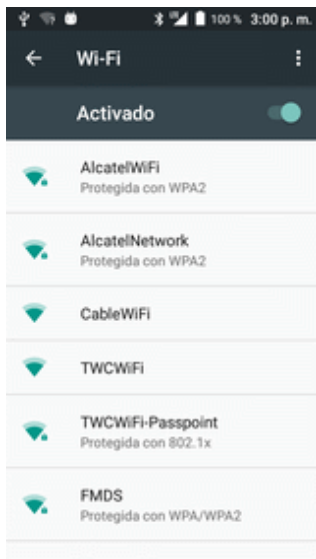 100 % 3:00 p. m.
Wi-Fi
Activado
AlcatelWiFi
Protegida con WPA2
AlcatelNetwork
Protegida con WPA2
CableWiFi
TWCWiFi
TWCWiFi-Passpoint
Protegida con 802.1x
FMDS
Protegida con WPA/WPA2